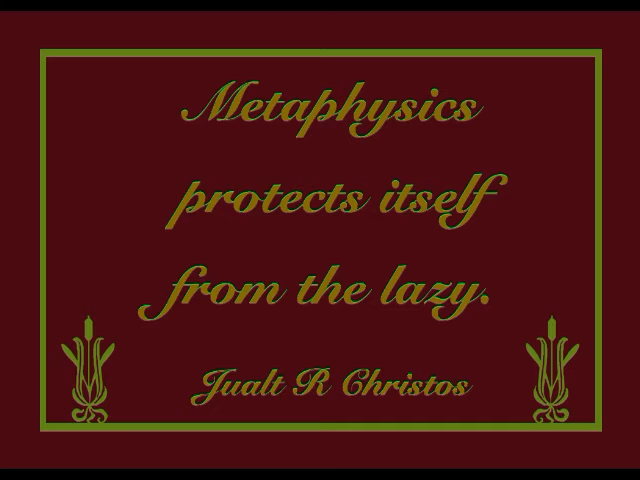 Metaphysics
protects itself
from the lazy.
Jualt R Christos